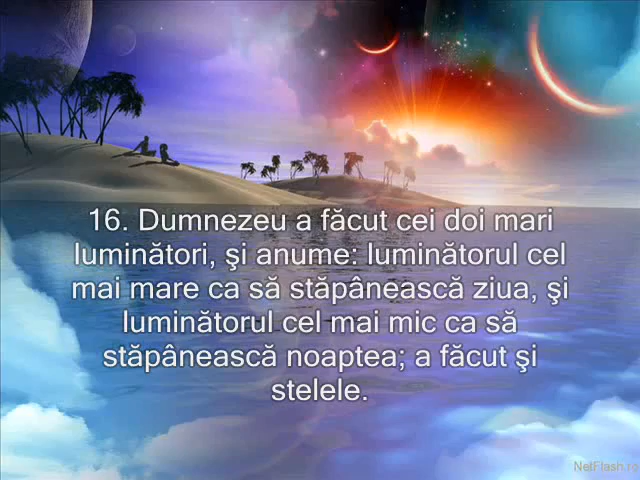 16. Dumnezeu a făcut cei doi mari
luminători, şi anume: luminătorul cel
mai mare ca să stăpânească ziua, şi
luminătorul cel mai mic ca să
stăpânească noaptea; a făcut şi
stelele.
NetFlash.ro